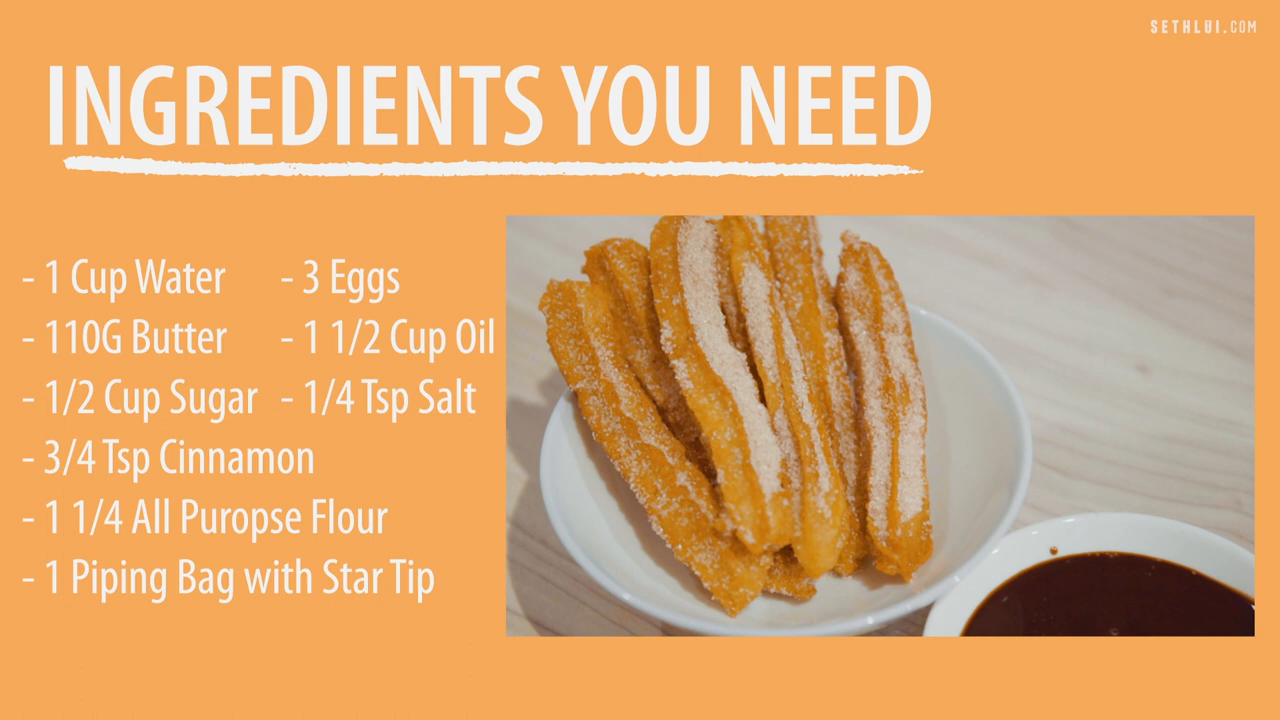 SETHLUI.COM
INGREDIENTS YOU NEED
- 1 Cup Water
- 110G Butter
- 1/2 Cup Sugar
- 3/4 Tsp Cinnamon
- 1 1/4 All Puropse Flour
- 1 Piping Bag with Star Tip
- 3 Eggs
- 1 1/2 Cup Oil
- 1/4 Tsp Salt